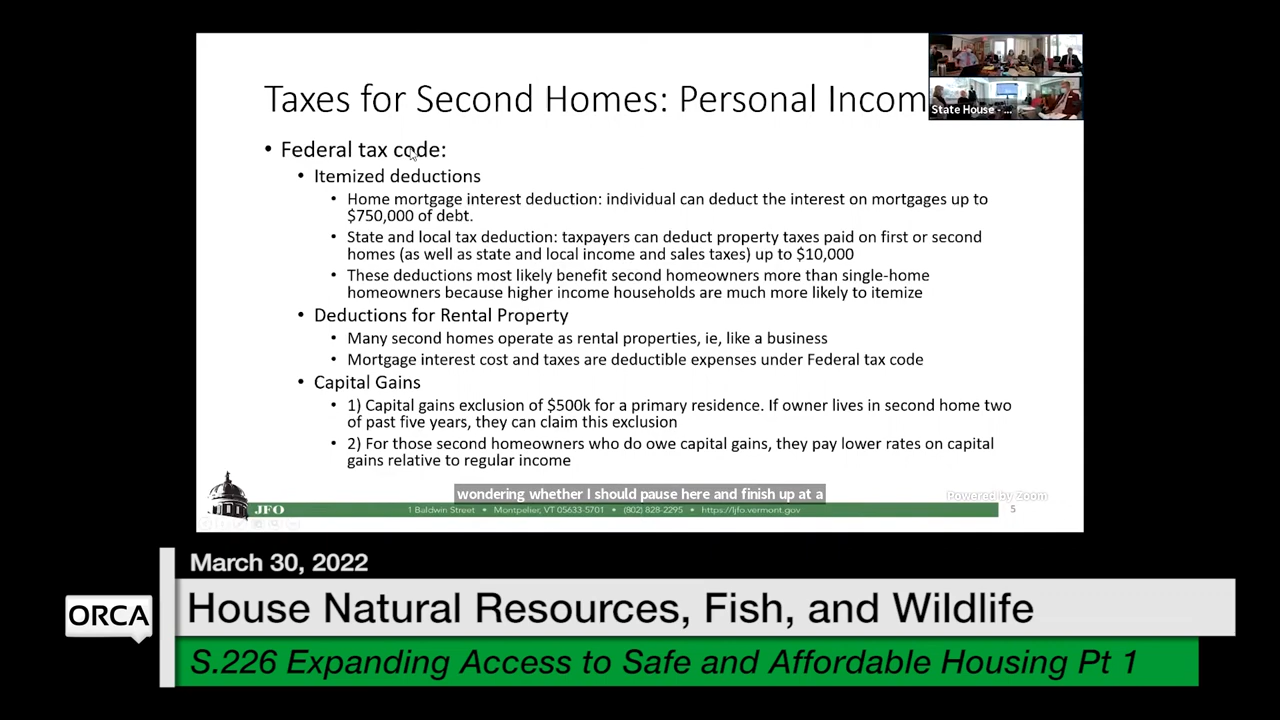 Taxes for Second Homes: Personal Incom
State House - ...
• Federal tax code:
• Itemized deductions
• Home mortgage interest deduction: individual can deduct the interest on mortgages up to
$750,000 of debt.
• State and local tax deduction: taxpayers can deduct property taxes paid on first or second
homes (as well as state and local income and sales taxes) up to $10,000
• These deductions most likely benefit second homeowners more than single-home
homeowners because higher income households are much more likely to itemize
• Deductions for Rental Property
• Many second homes operate as rental properties, ie, like a business
• Mortgage interest cost and taxes are deductible expenses under Federal tax code
• Capital Gains
• 1) Capital gains exclusion of $500k for a primary residence. If owner lives in second home two
of past five years, they can claim this exclusion
• 2) For those second homeowners who do owe capital gains, they pay lower rates on capital
gains relative to regular income
wondering whether I should pause here and finish up at a
Powered by Zoom
JFO
1 Baldwin Street • Montpelier, VT 05633-5701 • (802) 828-2295 • https://ljfo.vermont.gov
5
March 30, 2022
ORCA
House Natural Resources, Fish, and Wildlife
S.226 Expanding Access to Safe and Affordable Housing Pt 1